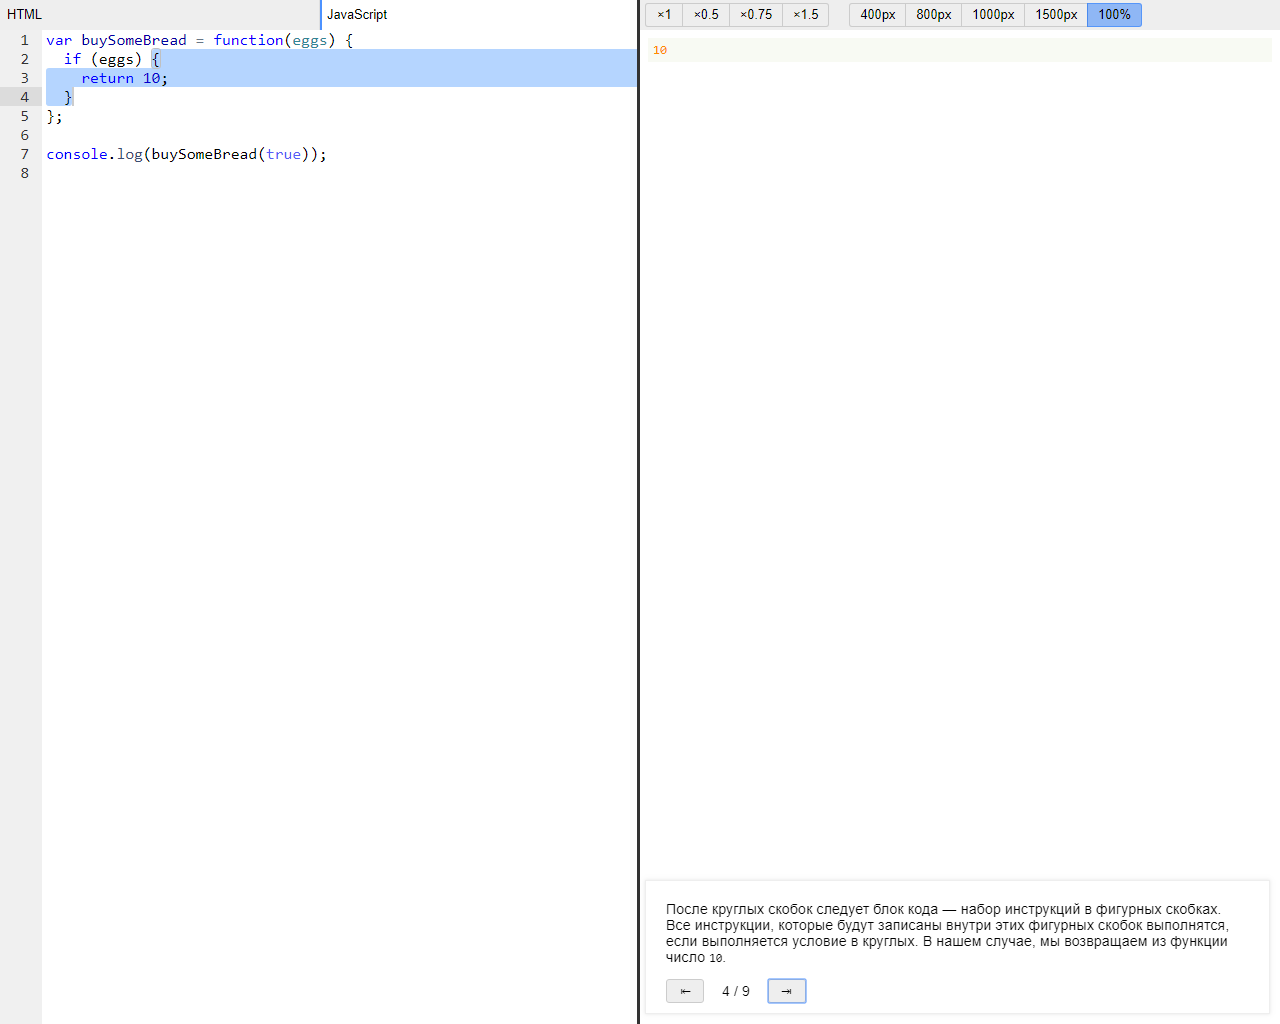 HTML
JavaScript
×1 ×0.5 ×0.75 ×1.5 400px 800px 1000px 1500px 100%
1 var buySomeBread = function(eggs) {
2   if (eggs) {
3     return 10;
4   }
5 };
6
7 console.log(buySomeBread(true));
8
10
После круглых скобок следует блок кода — набор инструкций в фигурных скобках.
Все инструкции, которые будут записаны внутри этих фигурных скобок выполнятся,
если выполняется условие в круглых. В нашем случае, мы возвращаем из функции
число 10.
⇤ 4 / 9 ⇥